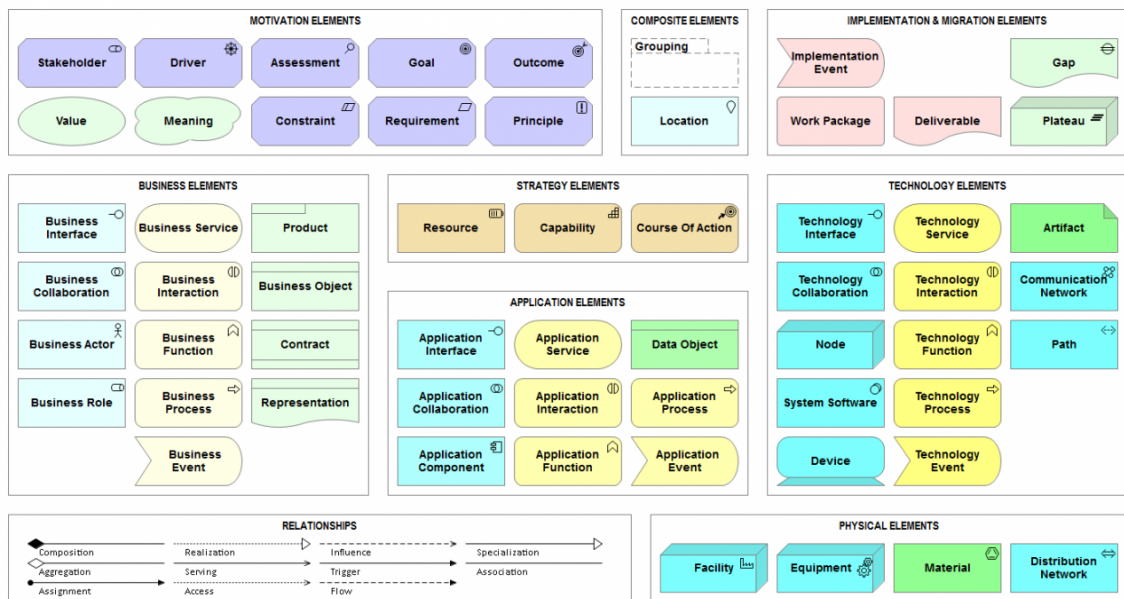 MOTIVATION ELEMENTS
Stakeholder
Driver
Assessment
Goal
Outcome
Value
Meaning
Constraint
Requirement
Principle
COMPOSITE ELEMENTS
Grouping
Location
IMPLEMENTATION & MIGRATION ELEMENTS
Implementation
Event
Gap
Work Package
Deliverable
Plateau
BUSINESS ELEMENTS
Business
Interface
Business Service
Product
Business
Collaboration
Business
Interaction
Business Object
Business Actor
Business
Function
Contract
Business Role
Business
Process
Representation
Business
Event
STRATEGY ELEMENTS
Resource
Capability
Course Of Action
APPLICATION ELEMENTS
Application
Interface
Application
Service
Data Object
Application
Collaboration
Application
Interaction
Application
Process
Application
Component
Application
Function
Application
Event
TECHNOLOGY ELEMENTS
Technology
Interface
Technology
Service
Artifact
Technology
Collaboration
Technology
Interaction
Communication
Network
Node
Technology
Function
Path
System Software
Technology
Process
Device
Technology
Event
RELATIONSHIPS
Composition
Realization
Influence
Specialization
Aggregation
Serving
Trigger
Association
Assignment
Access
Flow
PHYSICAL ELEMENTS
Facility
Equipment
Material
Distribution
Network